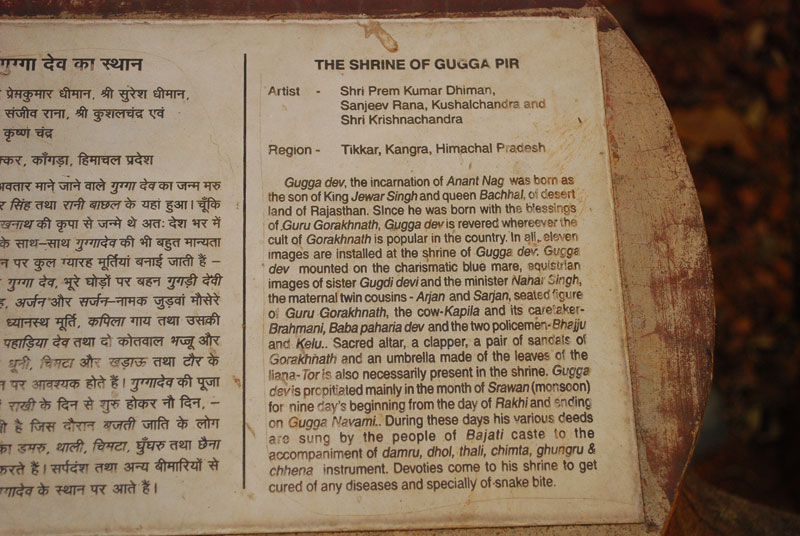 गुग्गा देव का स्थान
प्रेमकुमार धीमान, श्री सुरेश धीमान,
संजीव राना, श्री कुशलचंद्र एवं
कृष्ण चंद्र
क्कर, काँगड़ा, हिमाचल प्रदेश
अवतार माने जाने वाले गुग्गा देव का जन्म मरु
र सिंह तथा रानी बाछल के यहां हुआ। चूँकि
खनाथ की कृपा से जन्मे थे अतः देश भर में
के साथ–साथ गुग्गादेव की भी बहुत मान्यता
न पर कुल ग्यारह मूर्तियां बनाई जाती हैं –
गुग्गा देव, भूरे घोड़ों पर बहन गुगड़ी देवी
ह, अर्जन और सर्जन–नामक जुड़वां मौसेरे
ध्यानस्थ मूर्ति, कपिला गाय तथा उसकी
पहाड़िया देव तथा दो कोतवाल भज्जू और
धूनी, चिमटा और खड़ाऊ तथा टौर के
न पर आवश्यक होते हैं। गुग्गादेव की पूजा
राखी के दिन से शुरु होकर नौ दिन, –
ी है जिस दौरान बजती जाति के लोग
का डमरु, थाली, चिमटा, घुँघरु तथा छैना
करते हैं। सर्पदंश तथा अन्य बीमारियों से
ग्गादेव के स्थान पर आते हैं।
THE SHRINE OF GUGGA PIR
Artist - Shri Prem Kumar Dhiman,
Sanjeev Rana, Kushalchandra and
Shri Krishnachandra
Region - Tikkar, Kangra, Himachal Pradesh
Gugga dev, the incarnation of Anant Nag was born as
the son of King Jewar Singh and queen Bachhal, of desert
land of Rajasthan. Since he was born with the blessings
of Guru Gorakhnath, Gugga dev is revered whereever the
cult of Gorakhnath is popular in the country. In all, eleven
images are installed at the shrine of Gugga dev. Gugga
dev mounted on the charismatic blue mare, equistrian
images of sister Gugdi devi and the minister Nahar Singh,
the maternal twin cousins - Arjan and Sarjan, seated figure
of Guru Gorakhnath, the cow-Kapila and its caretaker-
Brahmani, Baba paharia dev and the two policemen-Bhajju
and Kelu.. Sacred altar, a clapper, a pair of sandals of
Gorakhnath and an umbrella made of the leaves of the
liana-Tor is also necessarily present in the shrine. Gugga
dev is propitiated mainly in the month of Srawan (monsoon)
for nine day's beginning from the day of Rakhi and ending
on Gugga Navami.. During these days his various deeds
are sung by the people of Bajati caste to the
accompaniment of damru, dhol, thali, chimta, ghungru &
chhena instrument. Devoties come to his shrine to get
cured of any diseases and specially of snake bite.